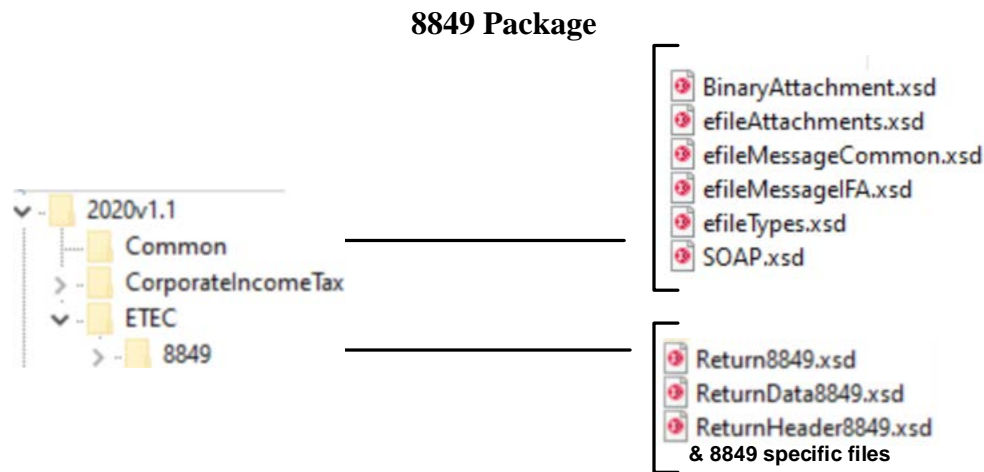 8849 Package
BinaryAttachment.xsd
efileAttachments.xsd
efileMessageCommon.xsd
efileMessageIFA.xsd
efileTypes.xsd
SOAP.xsd
2020v1.1
Common
CorporateIncomeTax
ETEC
8849
Return8849.xsd
ReturnData8849.xsd
ReturnHeader8849.xsd
& 8849 specific files